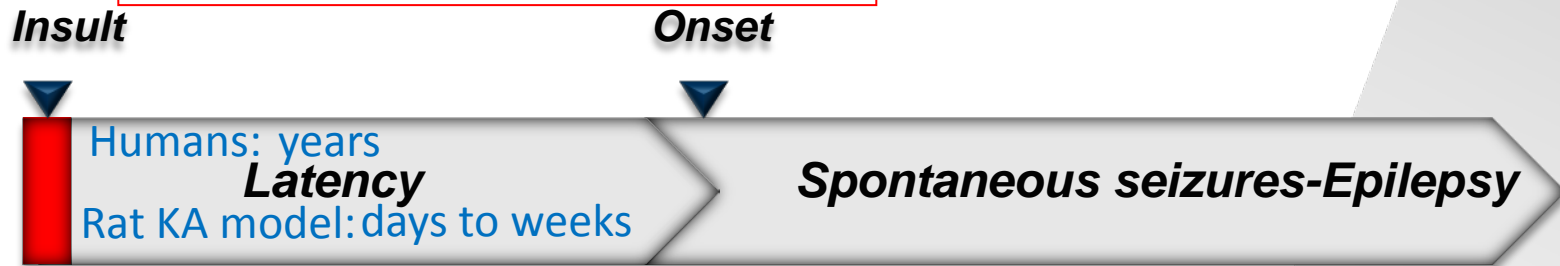 Insult
Onset
Humans: years
Latency
Spontaneous seizures-Epilepsy
Rat KA model: days to weeks